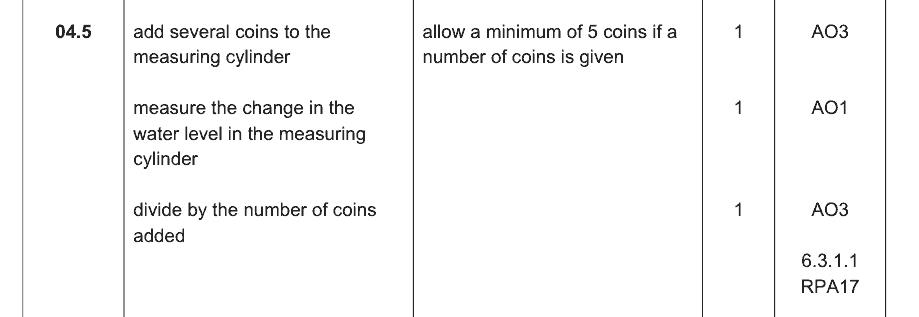 04.5 add several coins to the allow a minimum of 5 coins if a 1 AO3
measuring cylinder number of coins is given
measure the change in the 1 AO1
water level in the measuring
cylinder
divide by the number of coins 1 AO3
added
6.3.1.1
RPA17